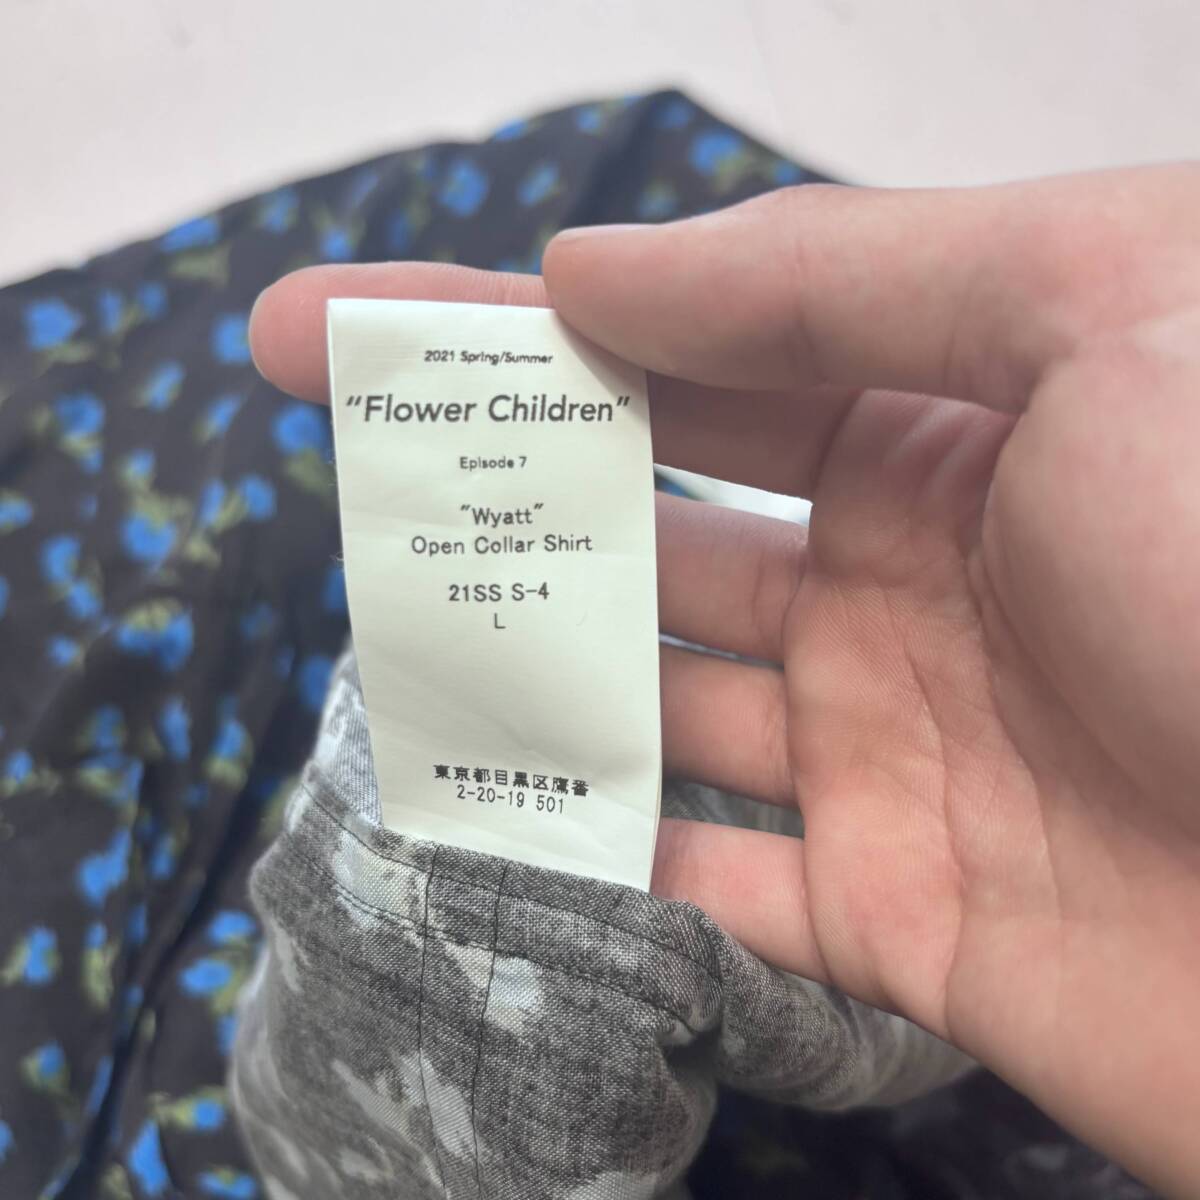 2021 Spring/Summer
"Flower Children"
Episode 7
"Wyatt"
Open Collar Shirt
21SS S-4
L
東京都目黒区鷹番
2-20-19 501